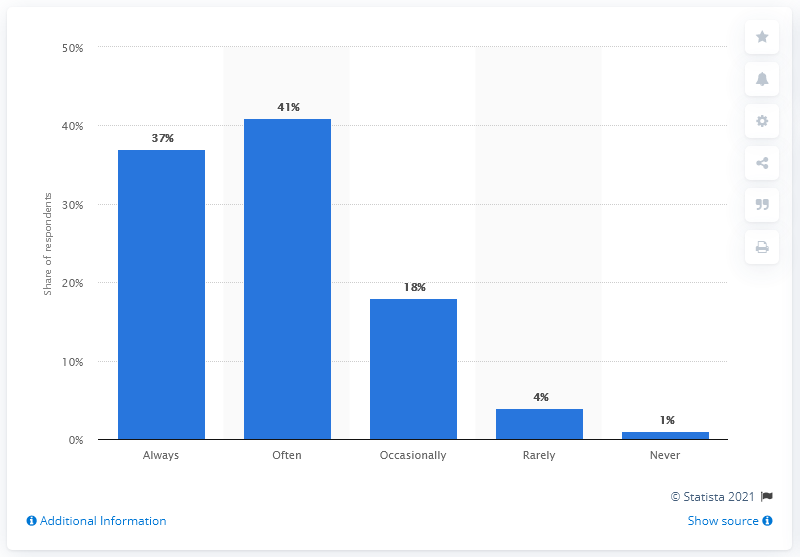 50%
41%
40%
37%
Share of respondents
30%
20%
18%
10%
4%
1%
0%
Always Often Occasionally Rarely Never
© Statista 2021
Additional Information Show source